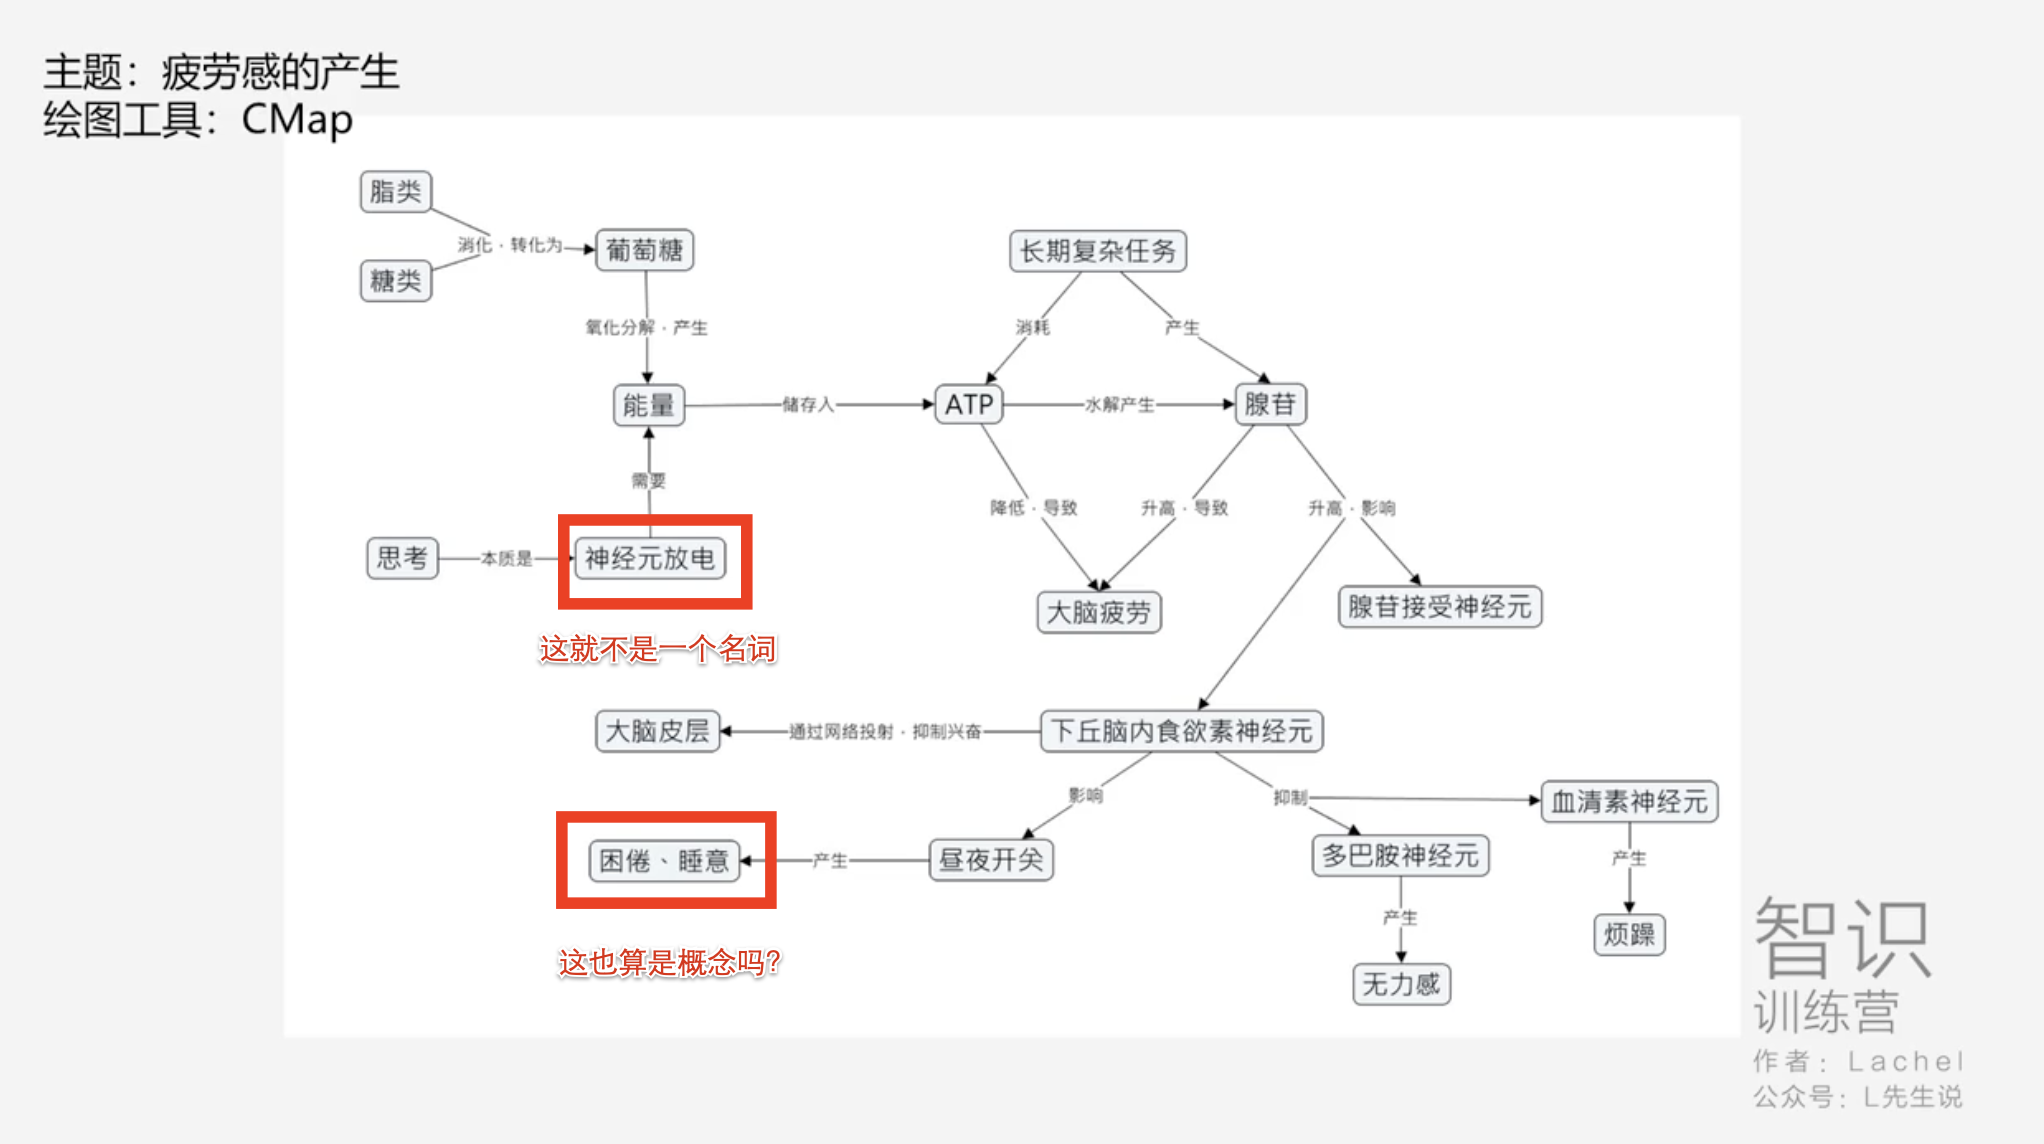 主题：疲劳感的产生
绘图工具：CMap
脂类
糖类
消化 · 转化为
葡萄糖
长期复杂任务
氧化分解 · 产生
消耗
产生
能量
储存入
ATP
水解产生
腺苷
需要
降低 · 导致
升高 · 导致
升高 · 影响
思考
本质是
神经元放电
大脑疲劳
腺苷接受神经元
这就不是一个名词
大脑皮层
通过网络投射 · 抑制兴奋
下丘脑内食欲素神经元
影响
抑制
血清素神经元
困倦、睡意
产生
昼夜开关
多巴胺神经元
产生
产生
烦躁
无力感
这也算是概念吗？
智识
训练营
作者：Lachel
公众号：L先生说